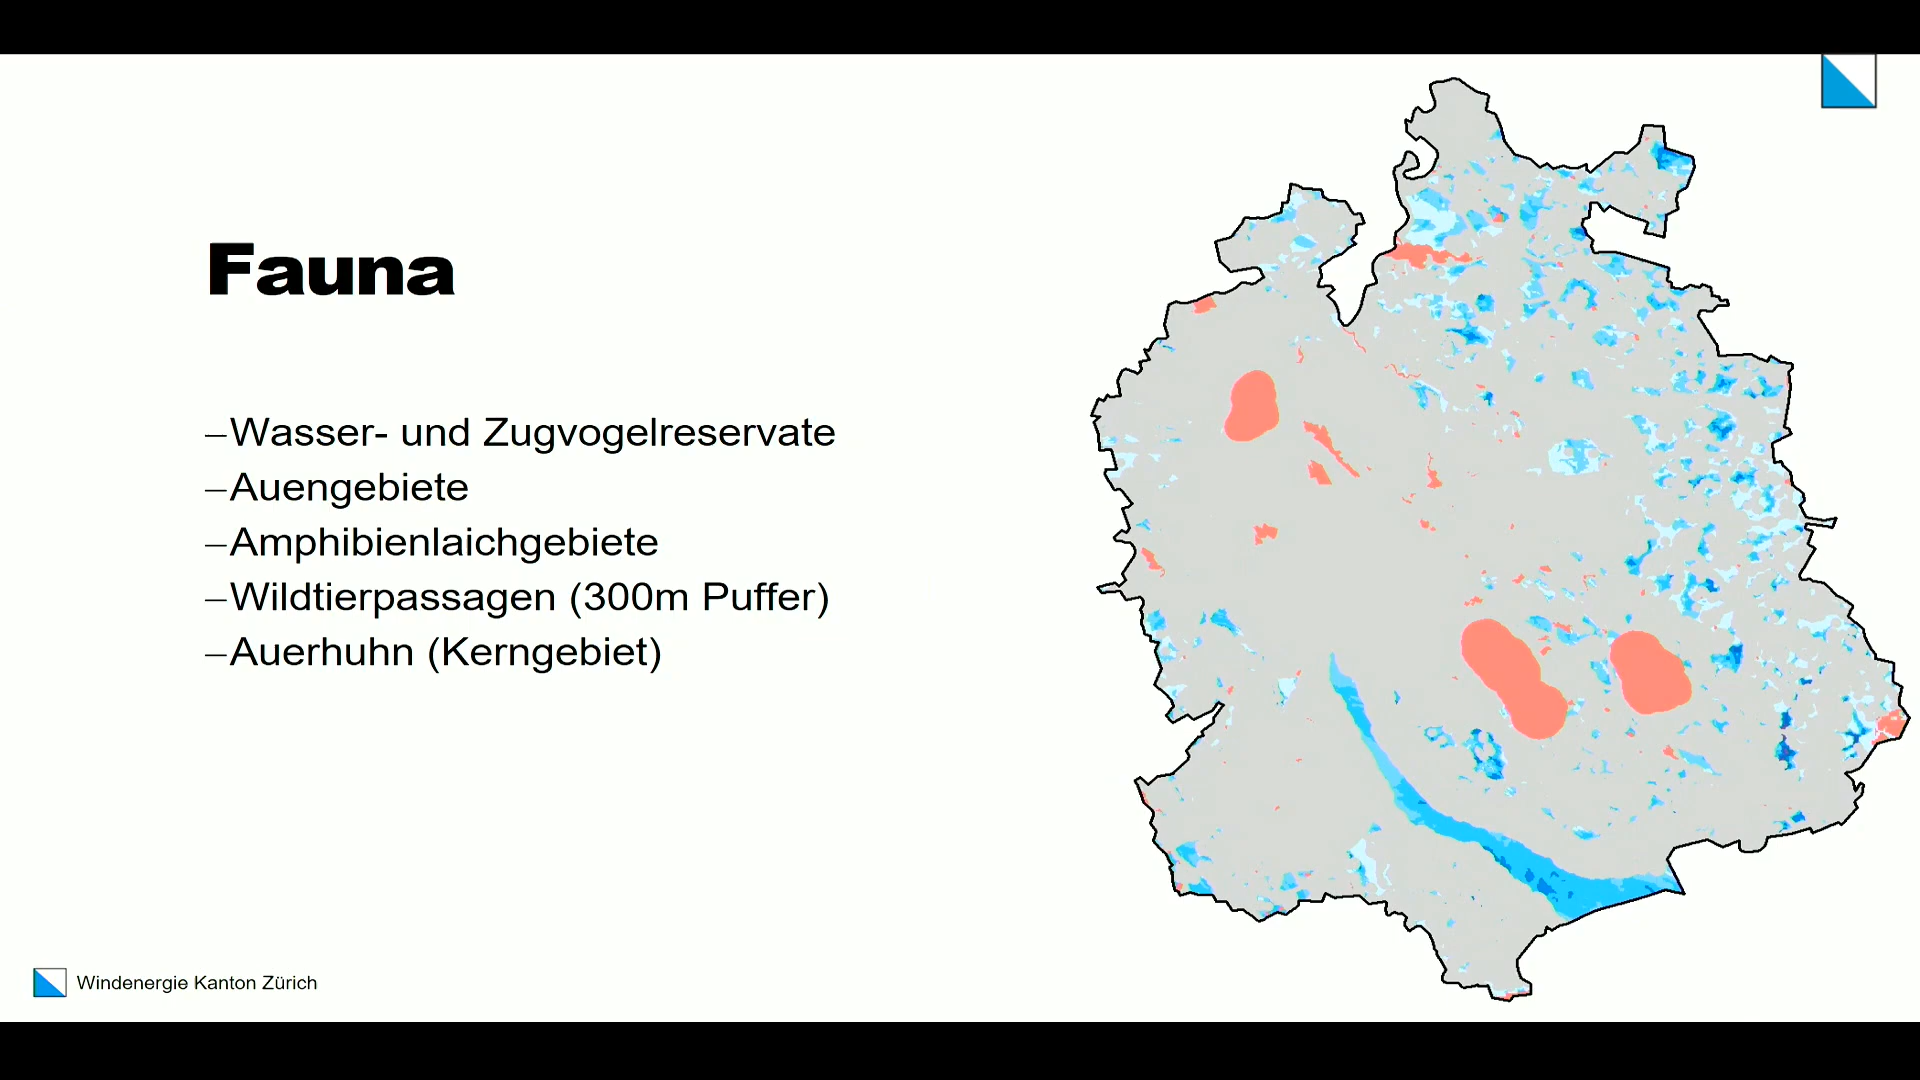 Fauna
–Wasser- und Zugvogelreservate
–Auengebiete
–Amphibienlaichgebiete
–Wildtierpassagen (300m Puffer)
–Auerhuhn (Kerngebiet)
Windenergie Kanton Zürich